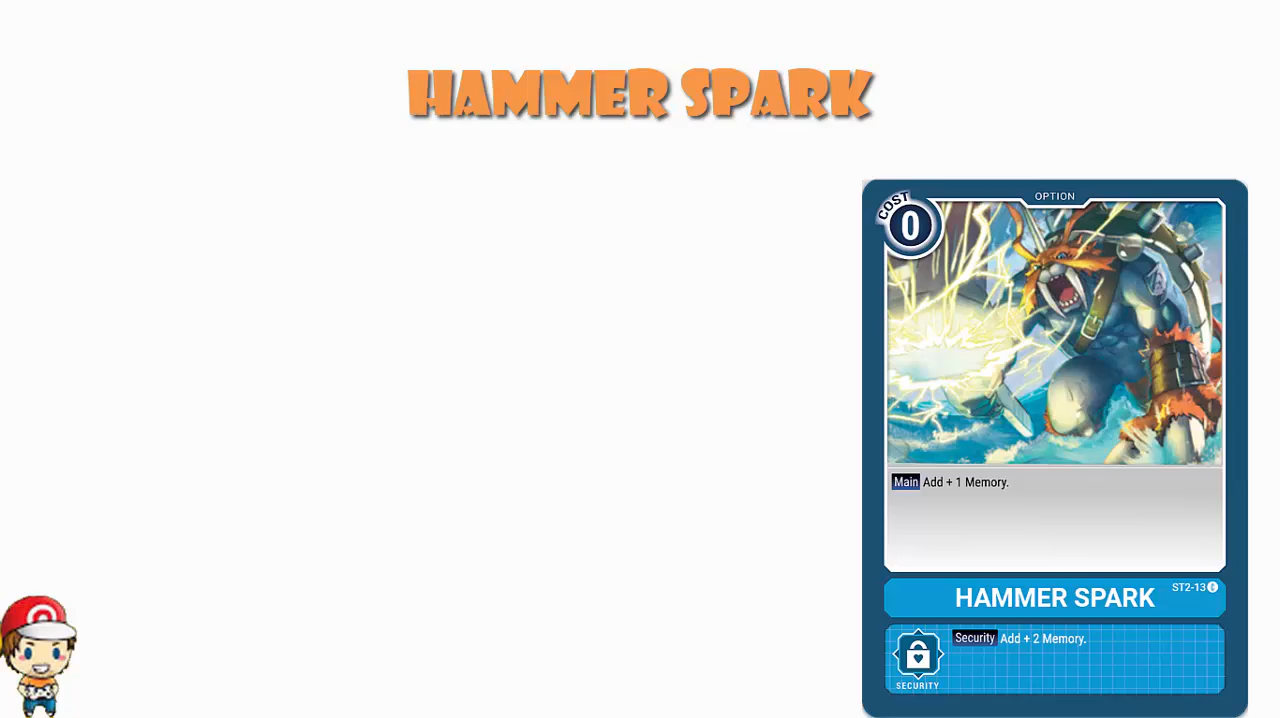 HAMMER SPARK
OPTION
COST
0
Main Add + 1 Memory.
ST2-13 C
HAMMER SPARK
Security Add + 2 Memory.
SECURITY